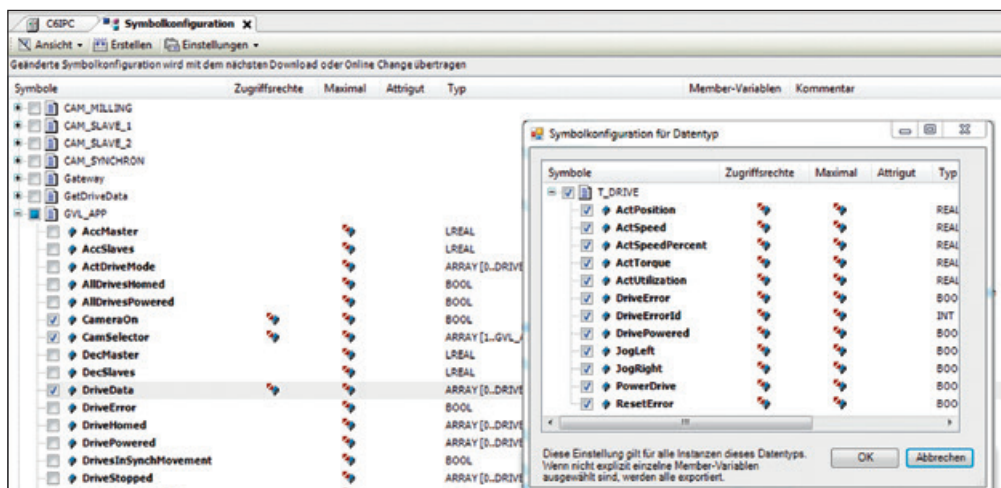 C6IPC Symbolkonfiguration
Ansicht Erstellen Einstellungen
Geänderte Symbolkonfiguration wird mit dem nächsten Download oder Online Change übertragen
Symbole Zugriffsrechte Maximal Attrigut Typ Member-Variablen Kommentar
CAM_MILLING
CAM_SLAVE_1
CAM_SLAVE_2
CAM_SYNCHRON
Gateway
GetDriveData
GVL_APP
AccMaster LREAL
AccSlaves LREAL
ActDriveMode ARRAY [0..DRIVE
AllDrivesHomed BOOL
AllDrivesPowered BOOL
CameraOn BOOL
CamSelector ARRAY [1..GVL_A
DecMaster LREAL
DecSlaves LREAL
DriveData ARRAY [0..DRIVE
DriveError BOOL
DriveHomed ARRAY [0..DRIVE
DrivePowered ARRAY [0..DRIVE
DrivesInSynchMovement BOOL
DriveStopped ARRAY [0..DRIVE
Symbolkonfiguration für Datentyp
Symbole Zugriffsrechte Maximal Attrigut Typ
T_DRIVE
ActPosition REAL
ActSpeed REAL
ActSpeedPercent REAL
ActTorque REAL
ActUtilization REAL
DriveError BOO
DriveErrorId INT
DrivePowered BOO
JogLeft BOO
JogRight BOO
PowerDrive BOO
ResetError BOO
Diese Einstellung gilt für alle Instanzen dieses Datentyps.
Wenn nicht explizit einzelne Member-Variablen
ausgewählt sind, werden alle exportiert.
OK Abbrechen